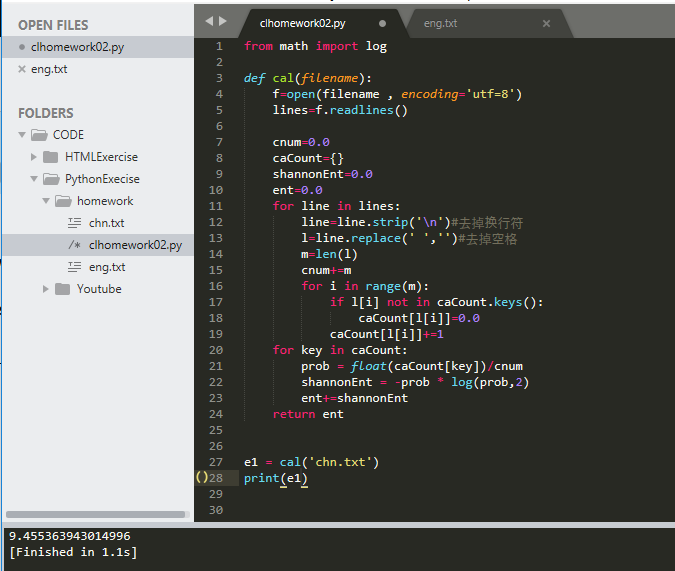 OPEN FILES
clhomework02.py
eng.txt
FOLDERS
CODE
HTMLExercise
PythonExecise
homework
chn.txt
/* clhomework02.py
eng.txt
Youtube
clhomework02.py
eng.txt
1 from math import log
2
3 def cal(filename):
4 f=open(filename , encoding='utf=8')
5 lines=f.readlines()
6
7 cnum=0.0
8 caCount={}
9 shannonEnt=0.0
10 ent=0.0
11 for line in lines:
12 line=line.strip('\n')#去掉换行符
13 l=line.replace(' ','')#去掉空格
14 m=len(l)
15 cnum+=m
16 for i in range(m):
17 if l[i] not in caCount.keys():
18 caCount[l[i]]=0.0
19 caCount[l[i]]+=1
20 for key in caCount:
21 prob = float(caCount[key])/cnum
22 shannonEnt = -prob * log(prob,2)
23 ent+=shannonEnt
24 return ent
25
26
27 e1 = cal('chn.txt')
()28 print(e1)
29
30
9.455363943014996
[Finished in 1.1s]